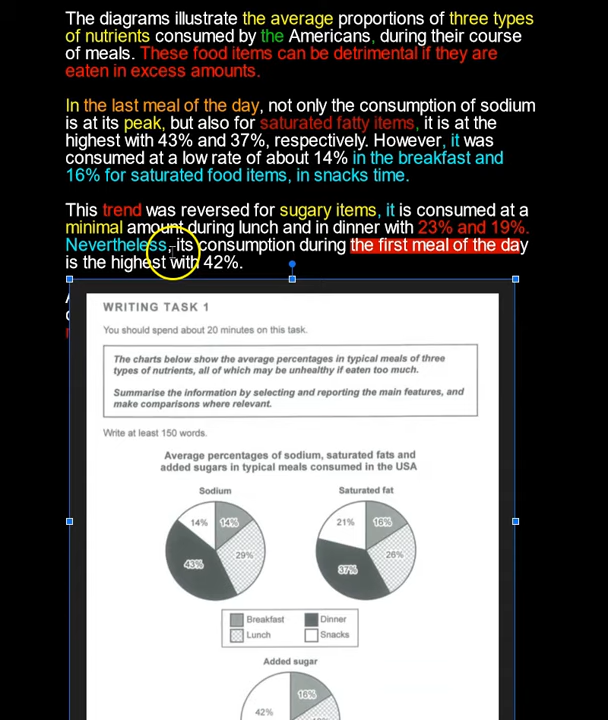 The diagrams illustrate the average proportions of three types
of nutrients consumed by the Americans, during their course
of meals. These food items can be detrimental if they are
eaten in excess amounts.
In the last meal of the day, not only the consumption of sodium
is at its peak, but also for saturated fatty items, it is at the
highest with 43% and 37%, respectively. However, it was
consumed at a low rate of about 14% in the breakfast and
16% for saturated food items, in snacks time.
This trend was reversed for sugary items, it is consumed at a
minimal amount during lunch and in dinner with 23% and 19%.
Nevertheless, its consumption during the first meal of the day
is the highest with 42%.
WRITING TASK 1
You should spend about 20 minutes on this task.
The charts below show the average percentages in typical meals of three
types of nutrients, all of which may be unhealthy if eaten too much.
Summarise the information by selecting and reporting the main features, and
make comparisons where relevant.
Write at least 150 words.
Average percentages of sodium, saturated fats and
added sugars in typical meals consumed in the USA
Sodium
Saturated fat
14%
14%
29%
43%
21%
16%
26%
37%
Breakfast
Dinner
Lunch
Snacks
Added sugar
42%
16%